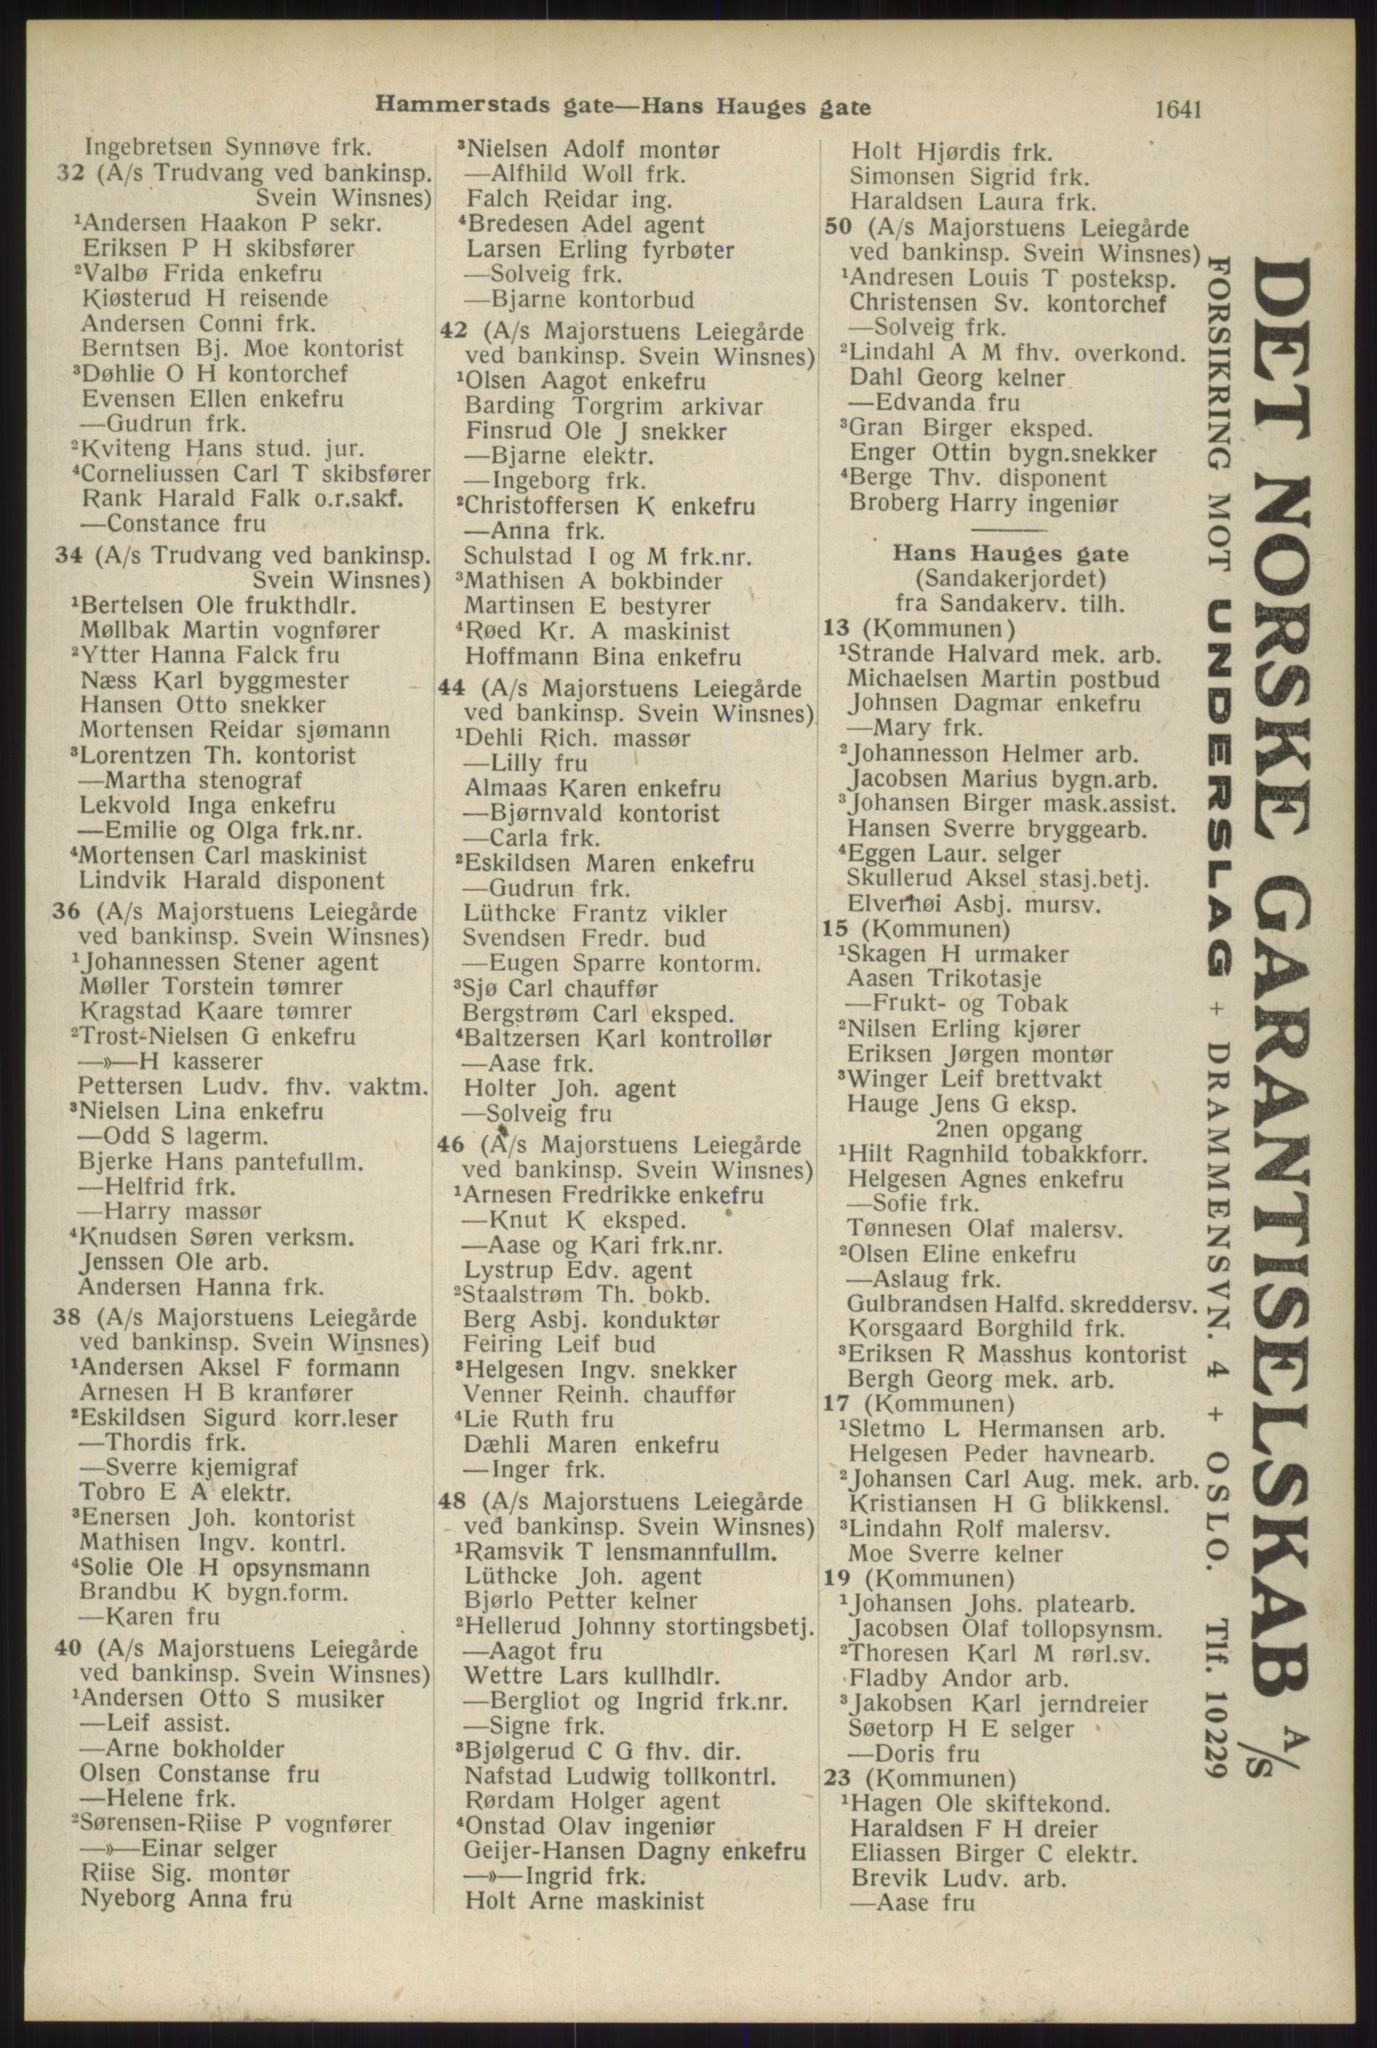 Hammerstads gate—Hans Hauges gate 1641
Ingebretsen Synnøve frk.
32 (A/s Trudvang ved bankinsp.
Svein Winsnes)
¹Andersen Haakon P sekr.
Eriksen P H skibsfører
²Valbø Frida enkefru
Kiøsterud H reisende
Andersen Conni frk.
Berntsen Bj. Moe kontorist
³Døhlie O H kontorchef
Evensen Ellen enkefru
—Gudrun frk.
²Kviteng Hans stud. jur.
⁴Corneliussen Carl T skibsfører
Rank Harald Falk o.r.sakf.
—Constance fru
34 (A/s Trudvang ved bankinsp.
Svein Winsnes)
¹Bertelsen Ole frukthdlr.
Møllbak Martin vognfører
²Ytter Hanna Falck fru
Næss Karl byggmester
Hansen Otto snekker
Mortensen Reidar sjømann
³Lorentzen Th. kontorist
—Martha stenograf
Lekvold Inga enkefru
—Emilie og Olga frk.nr.
⁴Mortensen Carl maskinist
Lindvik Harald disponent
36 (A/s Majorstuens Leiegårde
ved bankinsp. Svein Winsnes)
¹Johannessen Stener agent
Møller Torstein tømrer
Kragstad Kaare tømrer
²Trost-Nielsen G enkefru
—»—H kasserer
Pettersen Ludv. fhv. vaktm.
³Nielsen Lina enkefru
—Odd S lagerm.
Bjerke Hans pantefullm.
—Helfrid frk.
—Harry massør
⁴Knudsen Søren verksm.
Jenssen Ole arb.
Andersen Hanna frk.
38 (A/s Majorstuens Leiegårde
ved bankinsp. Svein Winsnes)
¹Andersen Aksel F formann
Arnesen H B kranfører
²Eskildsen Sigurd korr.leser
—Thordis frk.
—Sverre kjemigraf
Tobro E A elektr.
³Enersen Joh. kontorist
Mathisen Ingv. kontrl.
⁴Solie Ole H opsynsmann
Brandbu K bygn.form.
—Karen fru
40 (A/s Majorstuens Leiegårde
ved bankinsp. Svein Winsnes)
¹Andersen Otto S musiker
—Leif assist.
—Arne bokholder
Olsen Constanse fru
—Helene frk.
²Sørensen-Riise P vognfører
—»—Einar selger
Riise Sig. montør
Nyeborg Anna fru
³Nielsen Adolf montør
—Alfhild Woll frk.
Falch Reidar ing.
⁴Bredesen Adel agent
Larsen Erling fyrbøter
—Solveig frk.
—Bjarne kontorbud
42 (A/s Majorstuens Leiegårde
ved bankinsp. Svein Winsnes)
¹Olsen Aagot enkefru
Barding Torgrim arkivar
Finsrud Ole J snekker
—Bjarne elektr.
—Ingeborg frk.
²Christoffersen K enkefru
—Anna frk.
Schulstad I og M frk.nr.
³Mathisen A bokbinder
Martinsen E bestyrer
⁴Røed Kr. A maskinist
Hoffmann Bina enkefru
44 (A/s Majorstuens Leiegårde
ved bankinsp. Svein Winsnes)
¹Dehli Rich. massør
—Lilly fru
Almaas Karen enkefru
—Bjørnvald kontorist
—Carla frk.
²Eskildsen Maren enkefru
—Gudrun frk.
Lüthcke Frantz vikler
Svendsen Fredr. bud
—Eugen Sparre kontorm.
³Sjø Carl chauffør
Bergstrøm Carl eksped.
⁴Baltzersen Karl kontrollør
—Aase frk.
Holter Joh. agent
—Solveig fru
46 (A/s Majorstuens Leiegårde
ved bankinsp. Svein Winsnes)
¹Arnesen Fredrikke enkefru
—Knut K eksped.
—Aase og Kari frk.nr.
Lystrup Edv. agent
²Staalstrøm Th. bokb.
Berg Asbj. konduktør
Feiring Leif bud
³Helgesen Ingv. snekker
Venner Reinh. chauffør
⁴Lie Ruth fru
Dæhli Maren enkefru
—Inger frk.
48 (A/s Majorstuens Leiegårde
ved bankinsp. Svein Winsnes)
¹Ramsvik T lensmannfullm.
Lüthcke Joh. agent
Bjørlo Petter kelner
²Hellerud Johnny stortingsbetj.
—Aagot fru
Wettre Lars kullhdlr.
—Bergliot og Ingrid frk.nr.
—Signe frk.
³Bjølgerud C G fhv. dir.
Nafstad Ludwig tollkontrl.
Rørdam Holger agent
⁴Onstad Olav ingeniør
Geijer-Hansen Dagny enkefru
—»—Ingrid frk.
Holt Arne maskinist
Holt Hjørdis frk.
Simonsen Sigrid frk.
Haraldsen Laura frk.
50 (A/s Majorstuens Leiegårde
ved bankinsp. Svein Winsnes)
¹Andresen Louis T posteksp.
Christensen Sv. kontorchef
—Solveig frk.
²Lindahl A M fhv. overkond.
Dahl Georg kelner
—Edvanda fru
³Gran Birger eksped.
Enger Ottin bygn.snekker
⁴Berge Thv. disponent
Broberg Harry ingeniør
Hans Hauges gate
(Sandakerjordet)
fra Sandakerv. tilh.
13 (Kommunen)
¹Strande Halvard mek. arb.
Michaelsen Martin postbud
Johnsen Dagmar enkefru
—Mary frk.
²Johannesson Helmer arb.
Jacobsen Marius bygn.arb.
³Johansen Birger mask.assist.
Hansen Sverre bryggearb.
⁴Eggen Laur. selger
Skullerud Aksel stasj.betj.
Elverhøi Asbj. mursv.
15 (Kommunen)
¹Skagen H urmaker
Aasen Trikotasje
—Frukt- og Tobak
²Nilsen Erling kjører
Eriksen Jørgen montør
³Winger Leif brettvakt
Hauge Jens G eksp.
2nen opgang
¹Hilt Ragnhild tobakkforr.
Helgesen Agnes enkefru
—Sofie frk.
Tønnesen Olaf malersv.
²Olsen Eline enkefru
—Aslaug frk.
Gulbrandsen Halfd. skreddersv.
Korsgaard Borghild frk.
³Eriksen R Masshus kontorist
Bergh Georg mek. arb.
17 (Kommunen)
¹Sletmo L Hermansen arb.
Helgesen Peder havnearb.
²Johansen Carl Aug. mek. arb.
Kristiansen H G blikkensl.
³Lindahn Rolf malersv.
Moe Sverre kelner
19 (Kommunen)
¹Johansen Johs. platearb.
Jacobsen Olaf tollopsynsm.
²Thoresen Karl M rørl.sv.
Fladby Andor arb.
³Jakobsen Karl jerndreier
Søetorp H E selger
—Doris fru
23 (Kommunen)
¹Hagen Ole skiftekond.
Haraldsen F H dreier
Eliassen Birger C elektr.
Brevik Ludv. arb.
—Aase fru
DET NORSKE GARANTISELSKAB A/S
FORSIKRING MOT UNDERSLAG + DRAMMENSVN. 4 + OSLO. Tlf. 10229